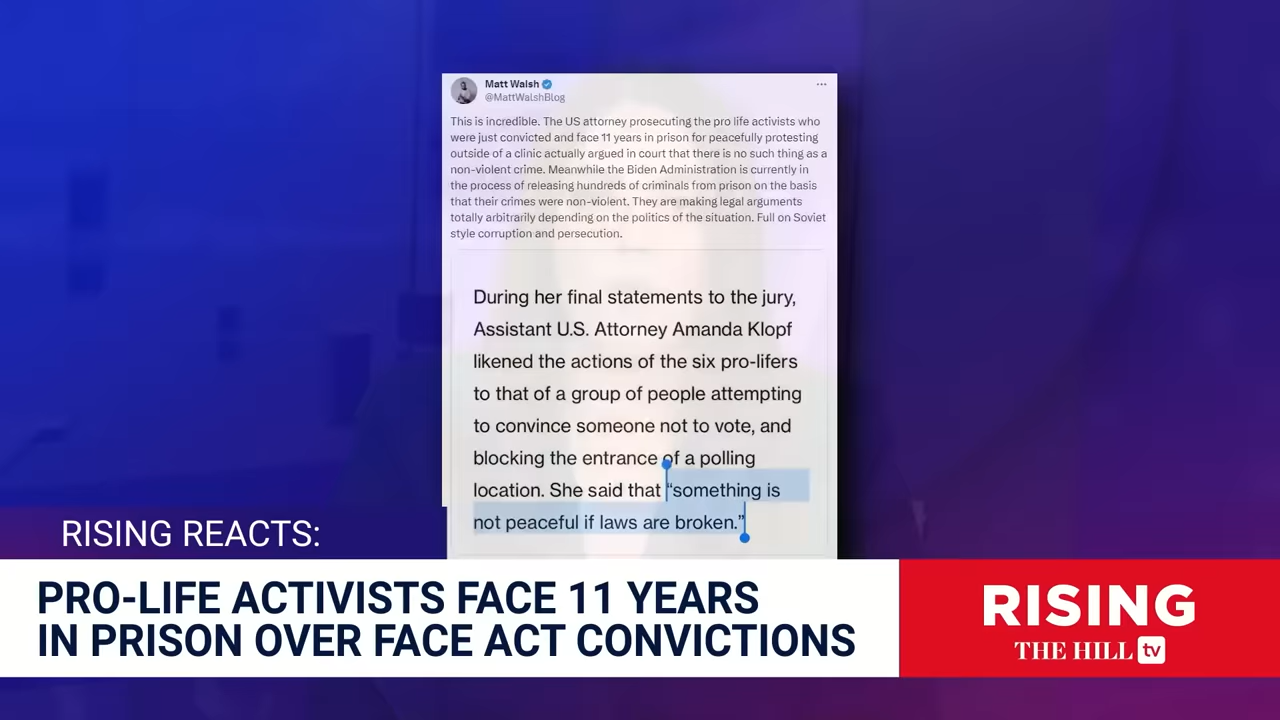 Matt Walsh
@MattWalshBlog
This is incredible. The US attorney prosecuting the pro life activists who
were just convicted and face 11 years in prison for peacefully protesting
outside of a clinic actually argued in court that there is no such thing as a
non-violent crime. Meanwhile the Biden Administration is currently in
the process of releasing hundreds of criminals from prison on the basis
that their crimes were non-violent. They are making legal arguments
totally arbitrarily depending on the politics of the situation. Full on Soviet
style corruption and persecution.
During her final statements to the jury,
Assistant U.S. Attorney Amanda Klopf
likened the actions of the six pro-lifers
to that of a group of people attempting
to convince someone not to vote, and
blocking the entrance of a polling
location. She said that “something is
not peaceful if laws are broken.”
RISING REACTS:
PRO-LIFE ACTIVISTS FACE 11 YEARS
IN PRISON OVER FACE ACT CONVICTIONS
RISING
THE HILL tv